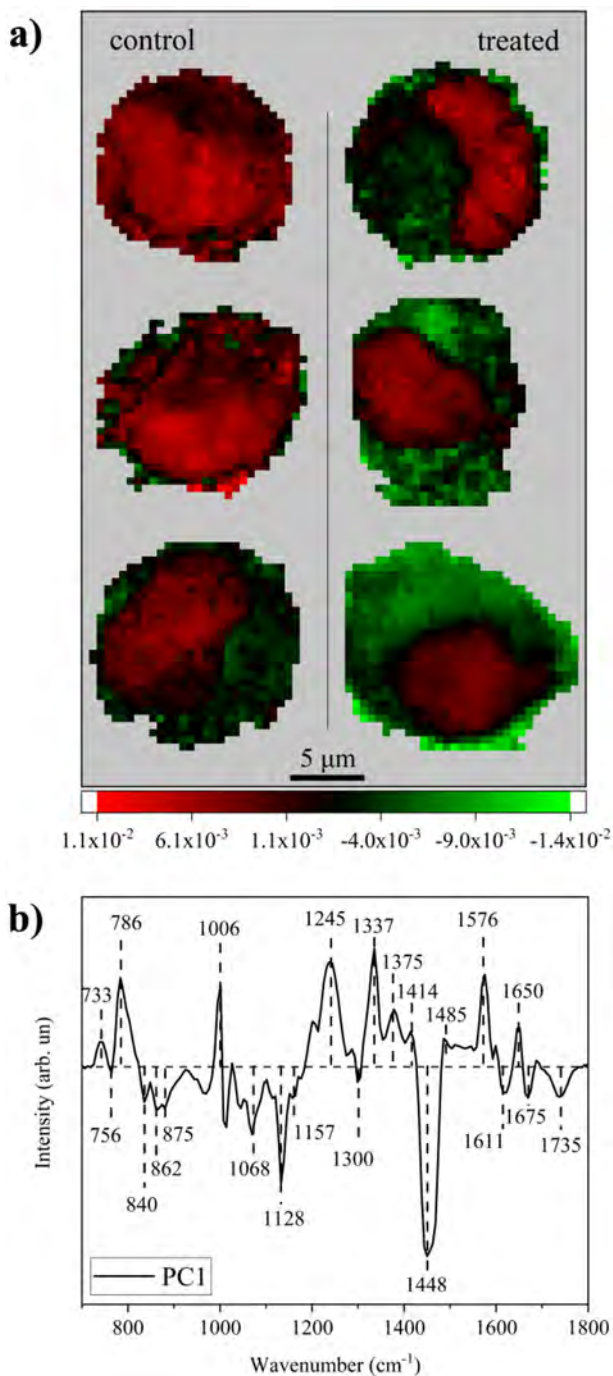 a)
control treated
5 μm
1.1x10⁻² 6.1x10⁻³ 1.1x10⁻³ -4.0x10⁻³ -9.0x10⁻³ -1.4x10⁻²
b)
733 786 1006 1245 1337 1375 1414 1485 1576 1650
756 840 862 875 1068 1128 1157 1300 1448 1611 1675 1735
Intensity (arb. un)
PC1
800 1000 1200 1400 1600 1800
Wavenumber (cm⁻¹)